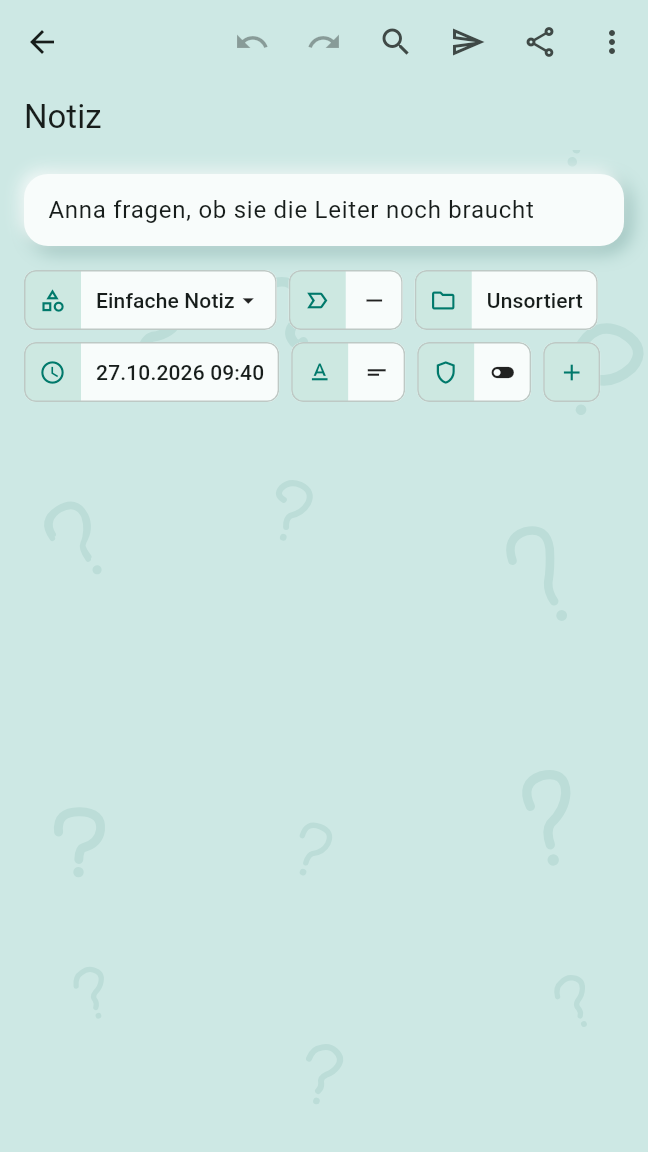 Notiz
Anna fragen, ob sie die Leiter noch braucht
Einfache Notiz
Unsortiert
27.10.2026 09:40